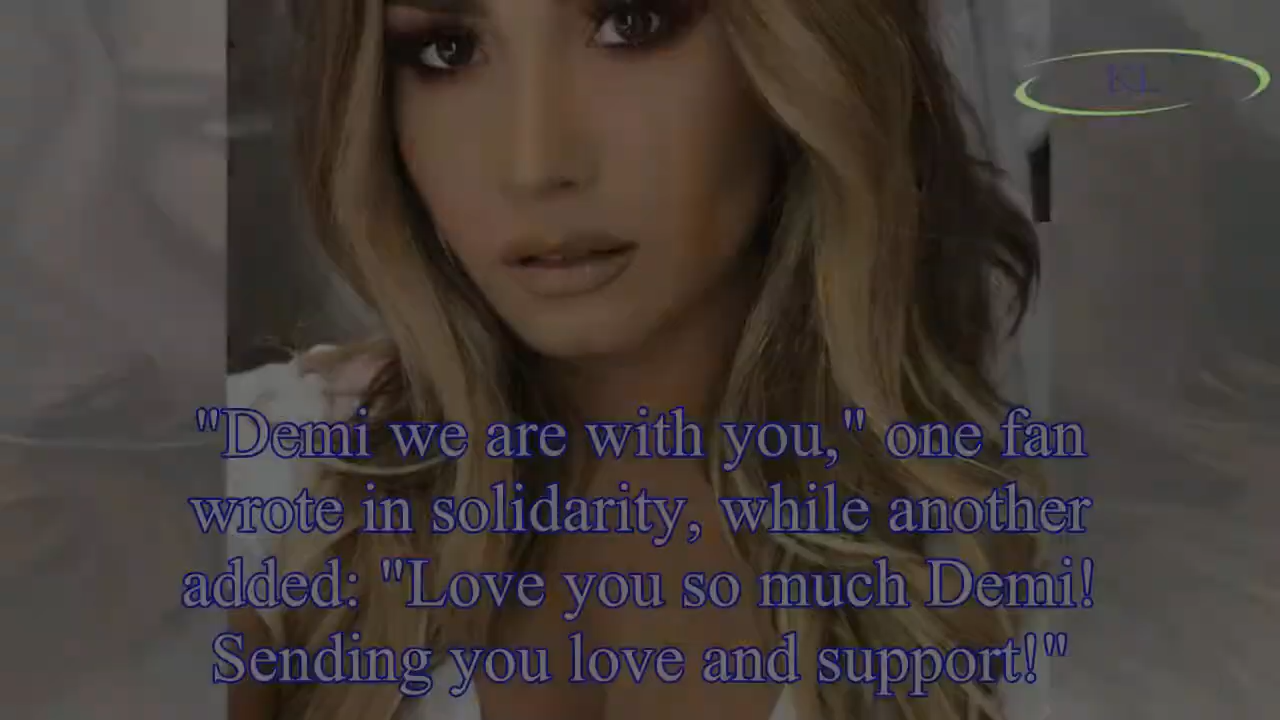 KL
"Demi we are with you," one fan
wrote in solidarity, while another
added: "Love you so much Demi!
Sending you love and support!"